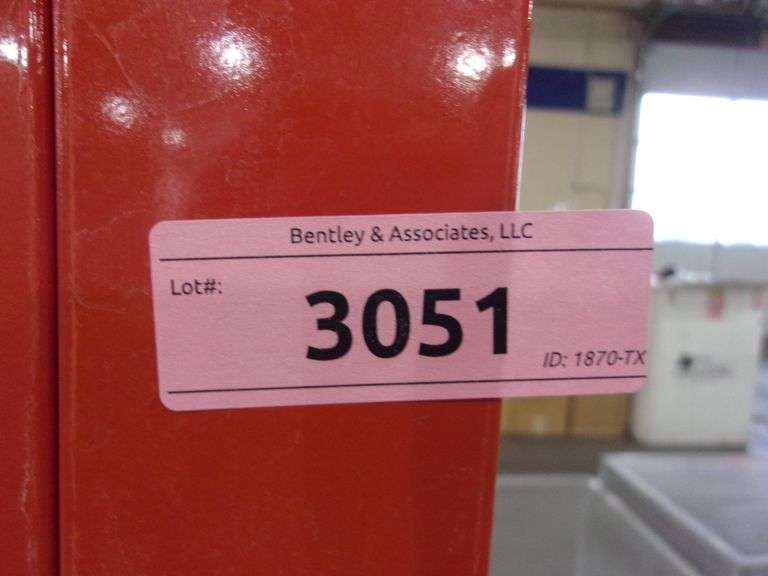 Bentley & Associates, LLC
Lot#:
3051
ID: 1870-TX